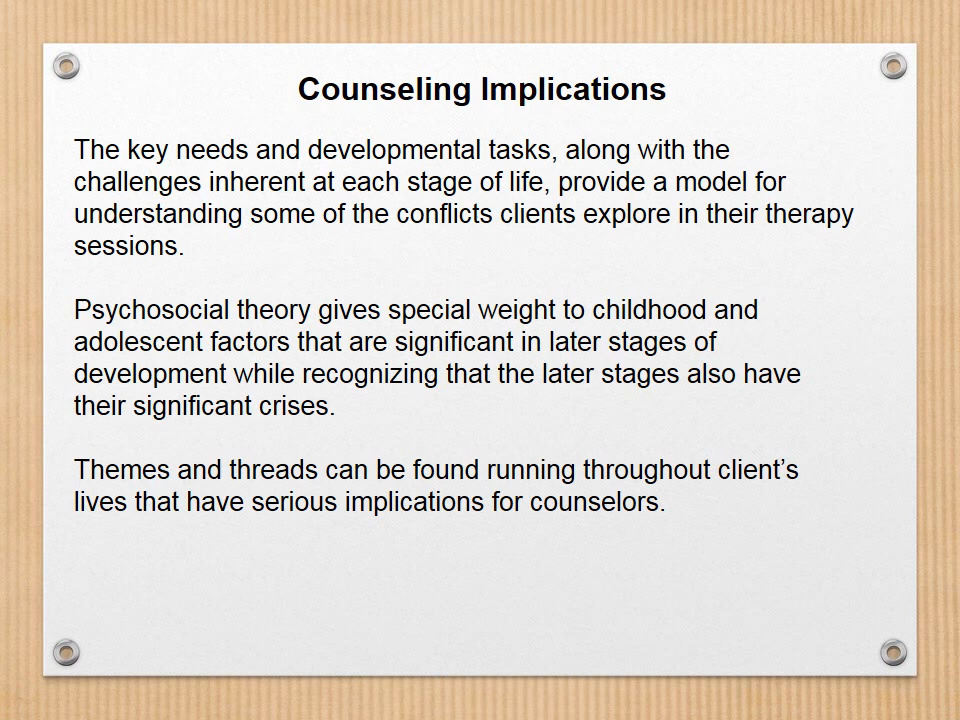 Counseling Implications
The key needs and developmental tasks, along with the
challenges inherent at each stage of life, provide a model for
understanding some of the conflicts clients explore in their therapy
sessions.
Psychosocial theory gives special weight to childhood and
adolescent factors that are significant in later stages of
development while recognizing that the later stages also have
their significant crises.
Themes and threads can be found running throughout client’s
lives that have serious implications for counselors.